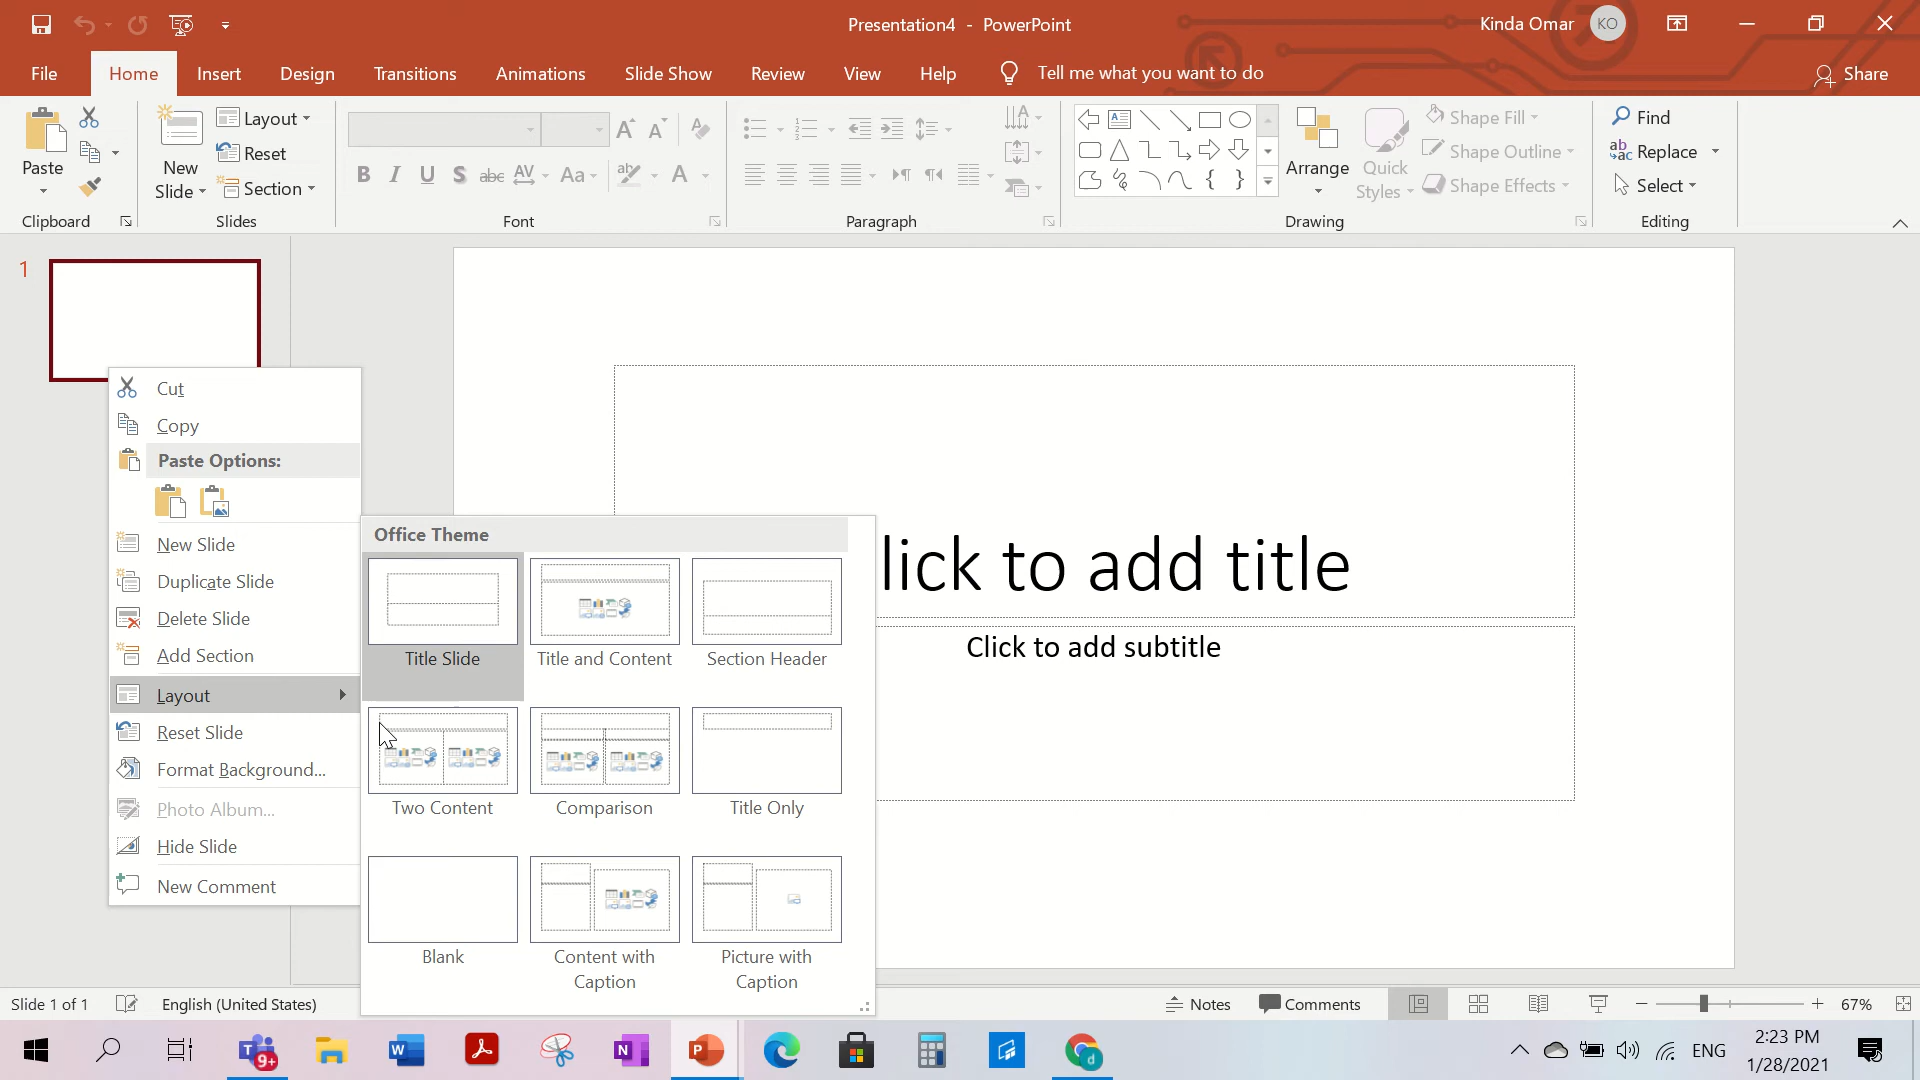 Presentation4 - PowerPoint
Kinda Omar KO
File Home Insert Design Transitions Animations Slide Show Review View Help Tell me what you want to do Share
Paste
Clipboard
New
Slide
Layout
Reset
Section
Slides
B I U S abc AV Aa ab A
Font
Paragraph
Arrange
Quick
Styles
Shape Fill
Shape Outline
Shape Effects
Drawing
Find
Replace
Select
Editing
1
Cut
Copy
Paste Options:
New Slide
Duplicate Slide
Delete Slide
Add Section
Layout
Reset Slide
Format Background...
Photo Album...
Hide Slide
New Comment
Office Theme
Title Slide
Title and Content
Section Header
Two Content
Comparison
Title Only
Blank
Content with
Caption
Picture with
Caption
lick to add title
Click to add subtitle
Slide 1 of 1 English (United States) Notes Comments 67%
9+
ENG
2:23 PM
1/28/2021